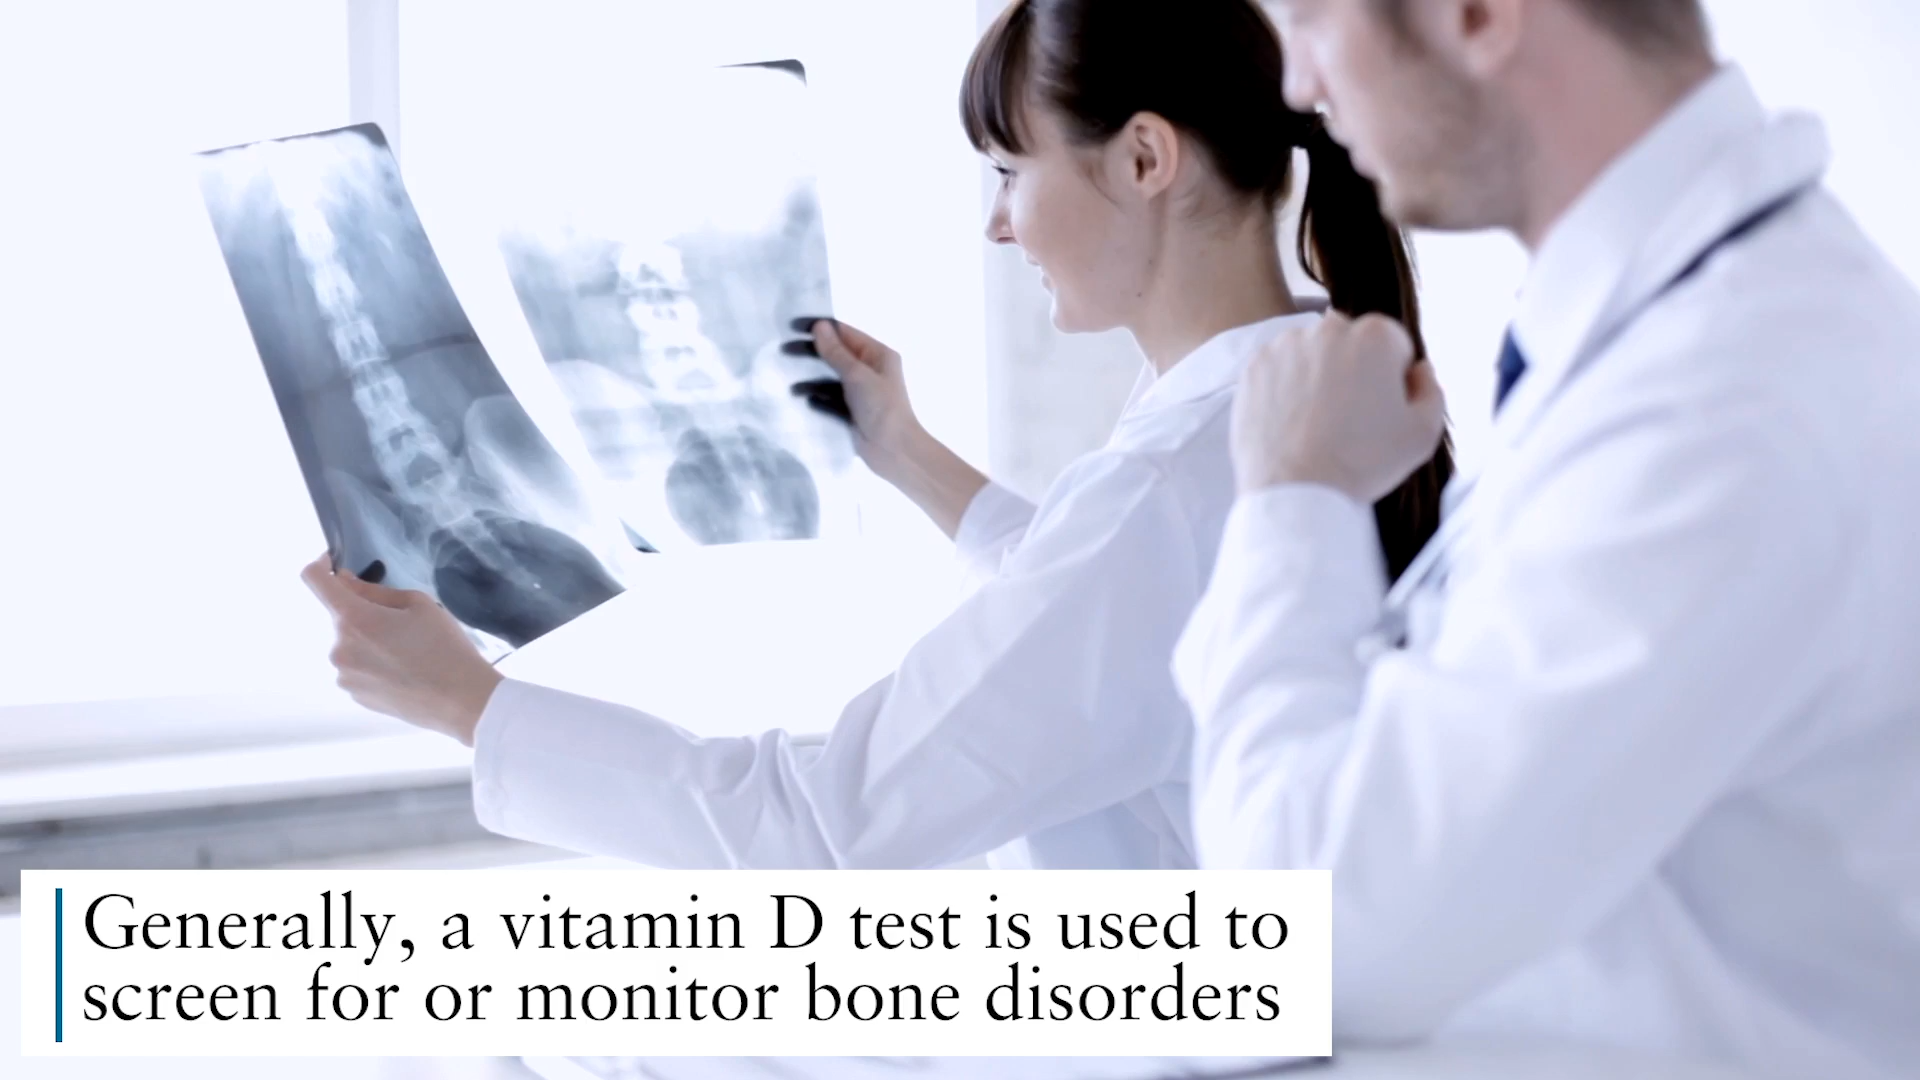 Generally, a vitamin D test is used to
screen for or monitor bone disorders